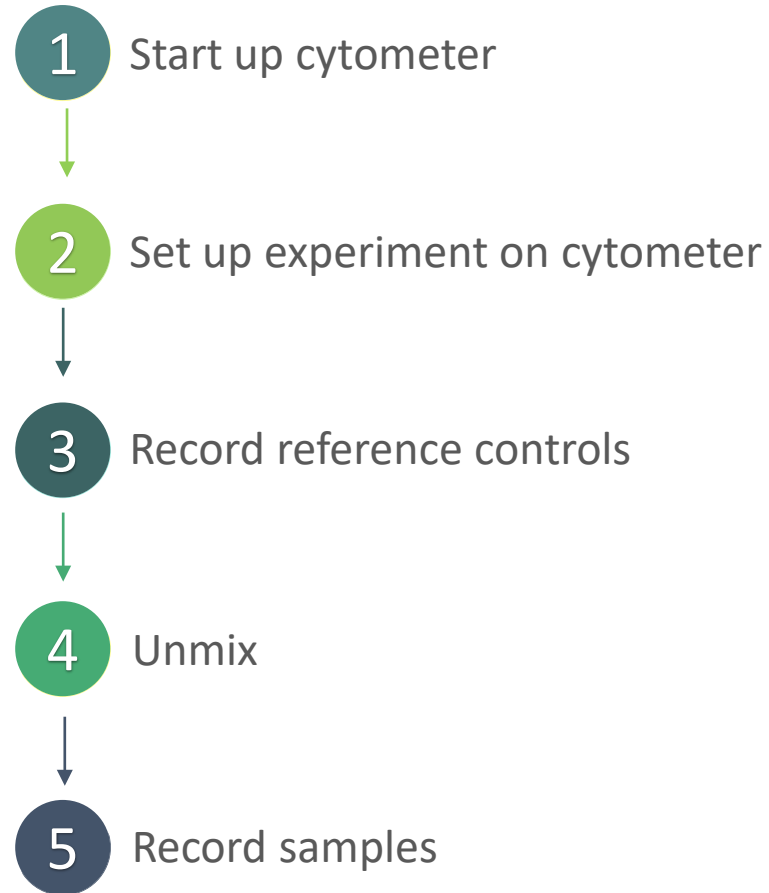 1 Start up cytometer
2 Set up experiment on cytometer
3 Record reference controls
4 Unmix
5 Record samples